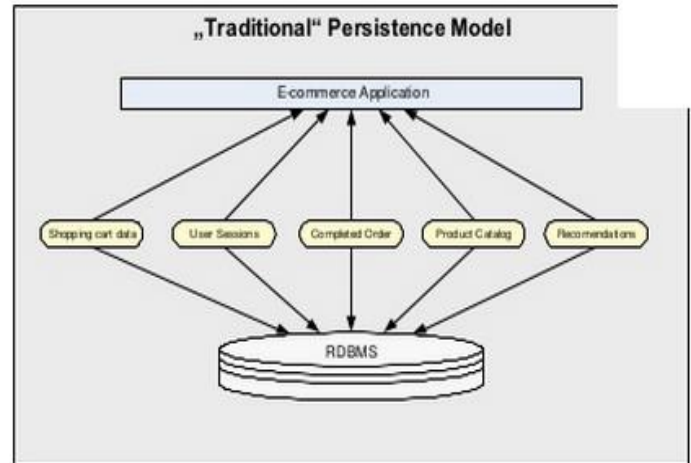 „Traditional“ Persistence Model
E-commerce Application
Shopping cart data
User Sessions
Completed Order
Product Catalog
Recomendations
RDBMS